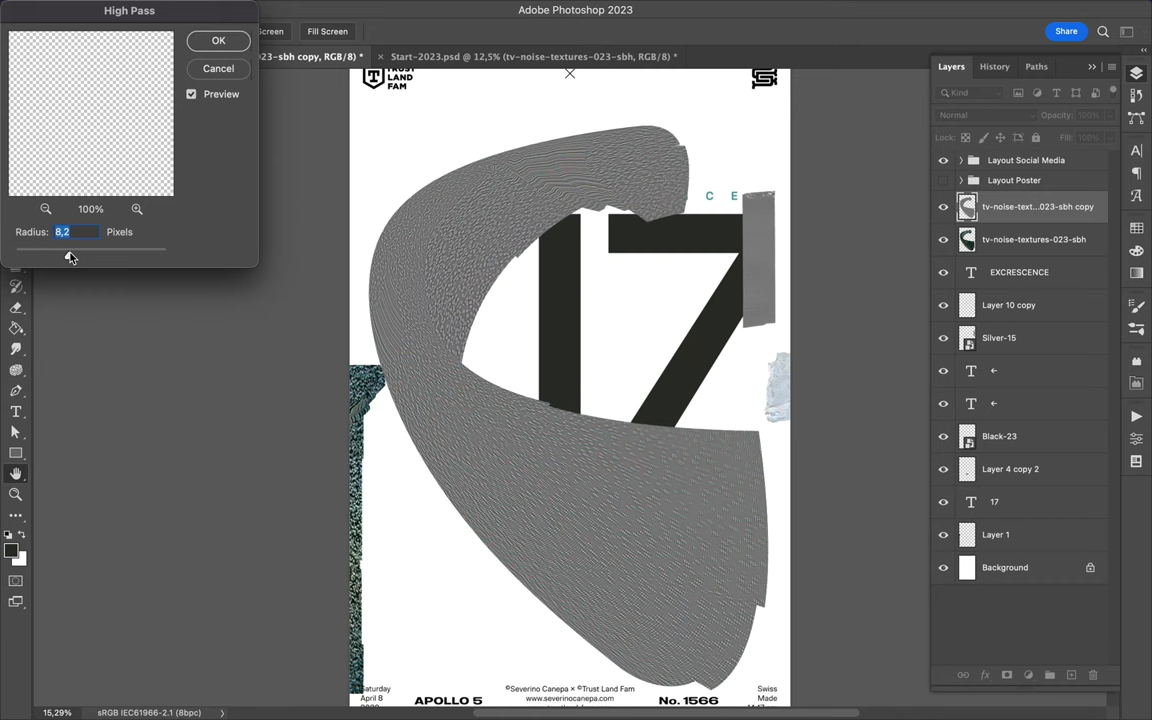 High Pass
Adobe Photoshop 2023
OK
Cancel
Preview
100%
Radius: 8,2 Pixels
Screen
Fill Screen
Share
023-sbh copy, RGB/8) *
Start-2023.psd @ 12,5% (tv-noise-textures-023-sbh, RGB/8) *
TRUST
LAND
FAM
C E
17
Saturday
April 8
APOLLO 5
©Severino Canepa × ©Trust Land Fam
www.severinocanepa.com
No. 1566
Swiss
Made
Layers
History
Paths
Kind
Normal
Opacity: 100%
Lock:
Fill: 100%
Layout Social Media
Layout Poster
tv-noise-text...023-sbh copy
tv-noise-textures-023-sbh
EXCRESCENCE
Layer 10 copy
Silver-15
←
←
Black-23
Layer 4 copy 2
17
Layer 1
Background
15,29%
sRGB IEC61966-2.1 (8bpc)